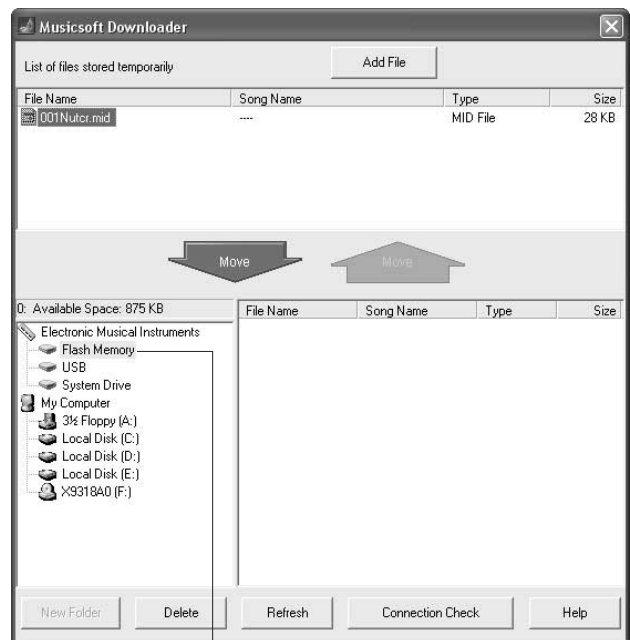 Musicsoft Downloader
List of files stored temporarily
Add File
File Name Song Name Type Size
001Nutcr.mid ---- MID File 28 KB
Move Move
0: Available Space: 875 KB
File Name Song Name Type Size
Electronic Musical Instruments
Flash Memory
USB
System Drive
My Computer
3½ Floppy (A:)
Local Disk (C:)
Local Disk (D:)
Local Disk (E:)
X9318A0 (F:)
New Folder Delete Refresh Connection Check Help